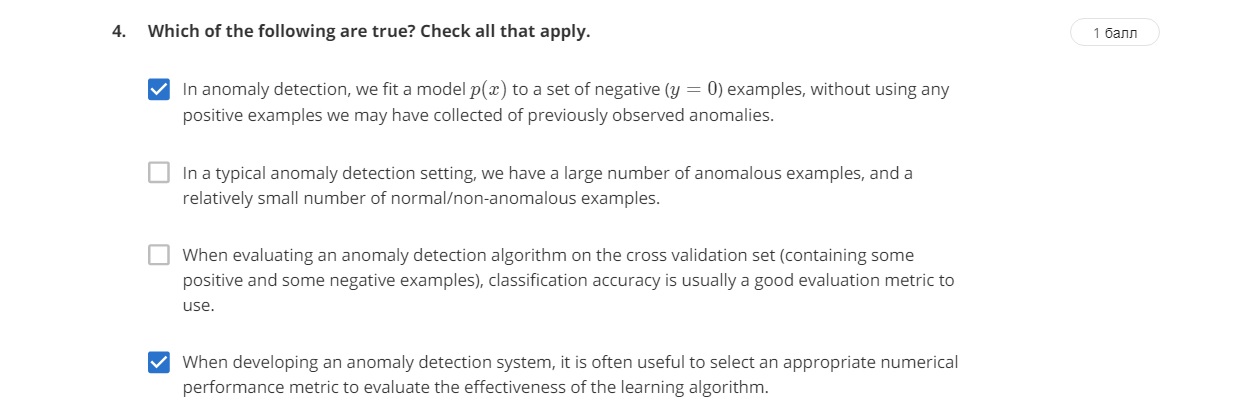 4. Which of the following are true? Check all that apply.
1 балл
In anomaly detection, we fit a model p(x) to a set of negative (y = 0) examples, without using any
positive examples we may have collected of previously observed anomalies.
In a typical anomaly detection setting, we have a large number of anomalous examples, and a
relatively small number of normal/non-anomalous examples.
When evaluating an anomaly detection algorithm on the cross validation set (containing some
positive and some negative examples), classification accuracy is usually a good evaluation metric to
use.
When developing an anomaly detection system, it is often useful to select an appropriate numerical
performance metric to evaluate the effectiveness of the learning algorithm.